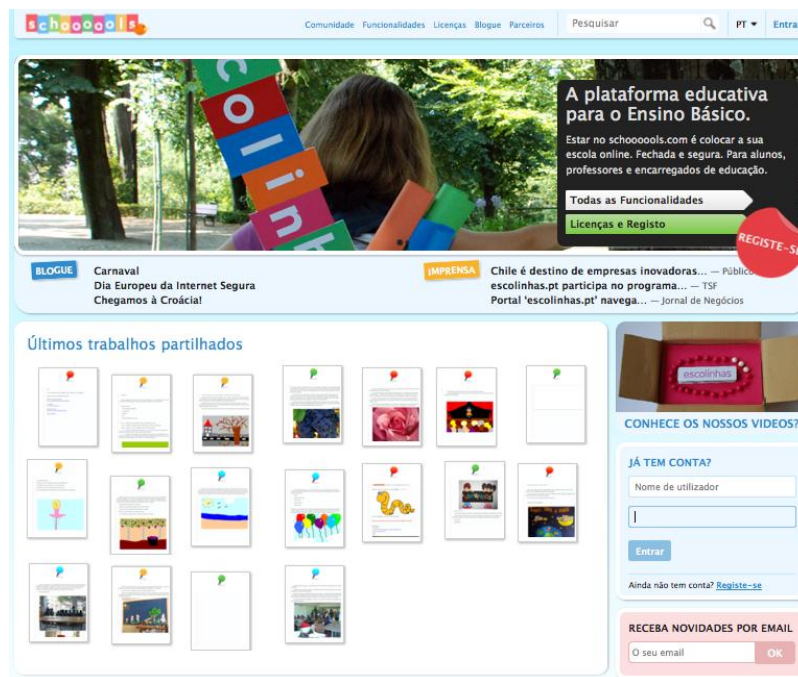 schoooools
Comunidade Funcionalidades Licenças Blogue Parceiros
Pesquisar
PT
Entra
colinh
A plataforma educativa
para o Ensino Básico.
Estar no schoooools.com é colocar a sua
escola online. Fechada e segura. Para alunos,
professores e encarregados de educação.
Todas as Funcionalidades
Licenças e Registo
REGISTE-SE
BLOGUE
Carnaval
Dia Europeu da Internet Segura
Chegamos à Croácia!
IMPRENSA
Chile é destino de empresas inovadoras... — Público
escolinhas.pt participa no programa... — TSF
Portal 'escolinhas.pt' navega... — Jornal de Negócios
Últimos trabalhos partilhados
escolinhas
CONHECE OS NOSSOS VIDEOS?
JÁ TEM CONTA?
Nome de utilizador
Entrar
Ainda não tem conta? Registe-se
RECEBA NOVIDADES POR EMAIL
O seu email
OK